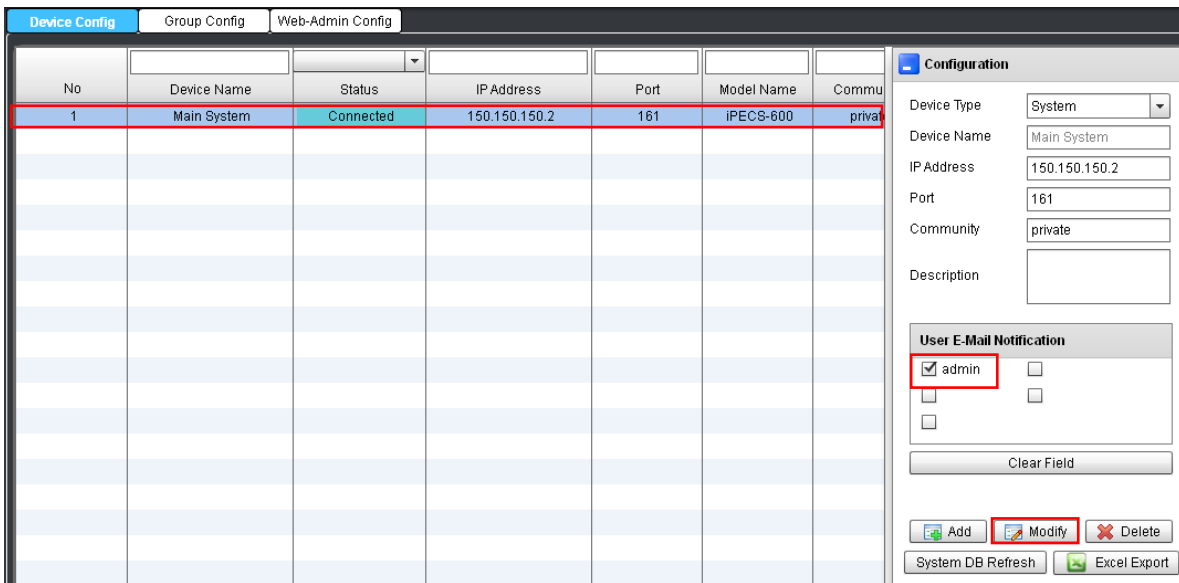 Device Config
Group Config
Web-Admin Config
No
Device Name
Status
IP Address
Port
Model Name
Commu
1
Main System
Connected
150.150.150.2
161
iPECS-600
privat
Configuration
Device Type
System
Device Name
Main System
IP Address
150.150.150.2
Port
161
Community
private
Description
User E-Mail Notification
admin
Clear Field
Add
Modify
Delete
System DB Refresh
Excel Export